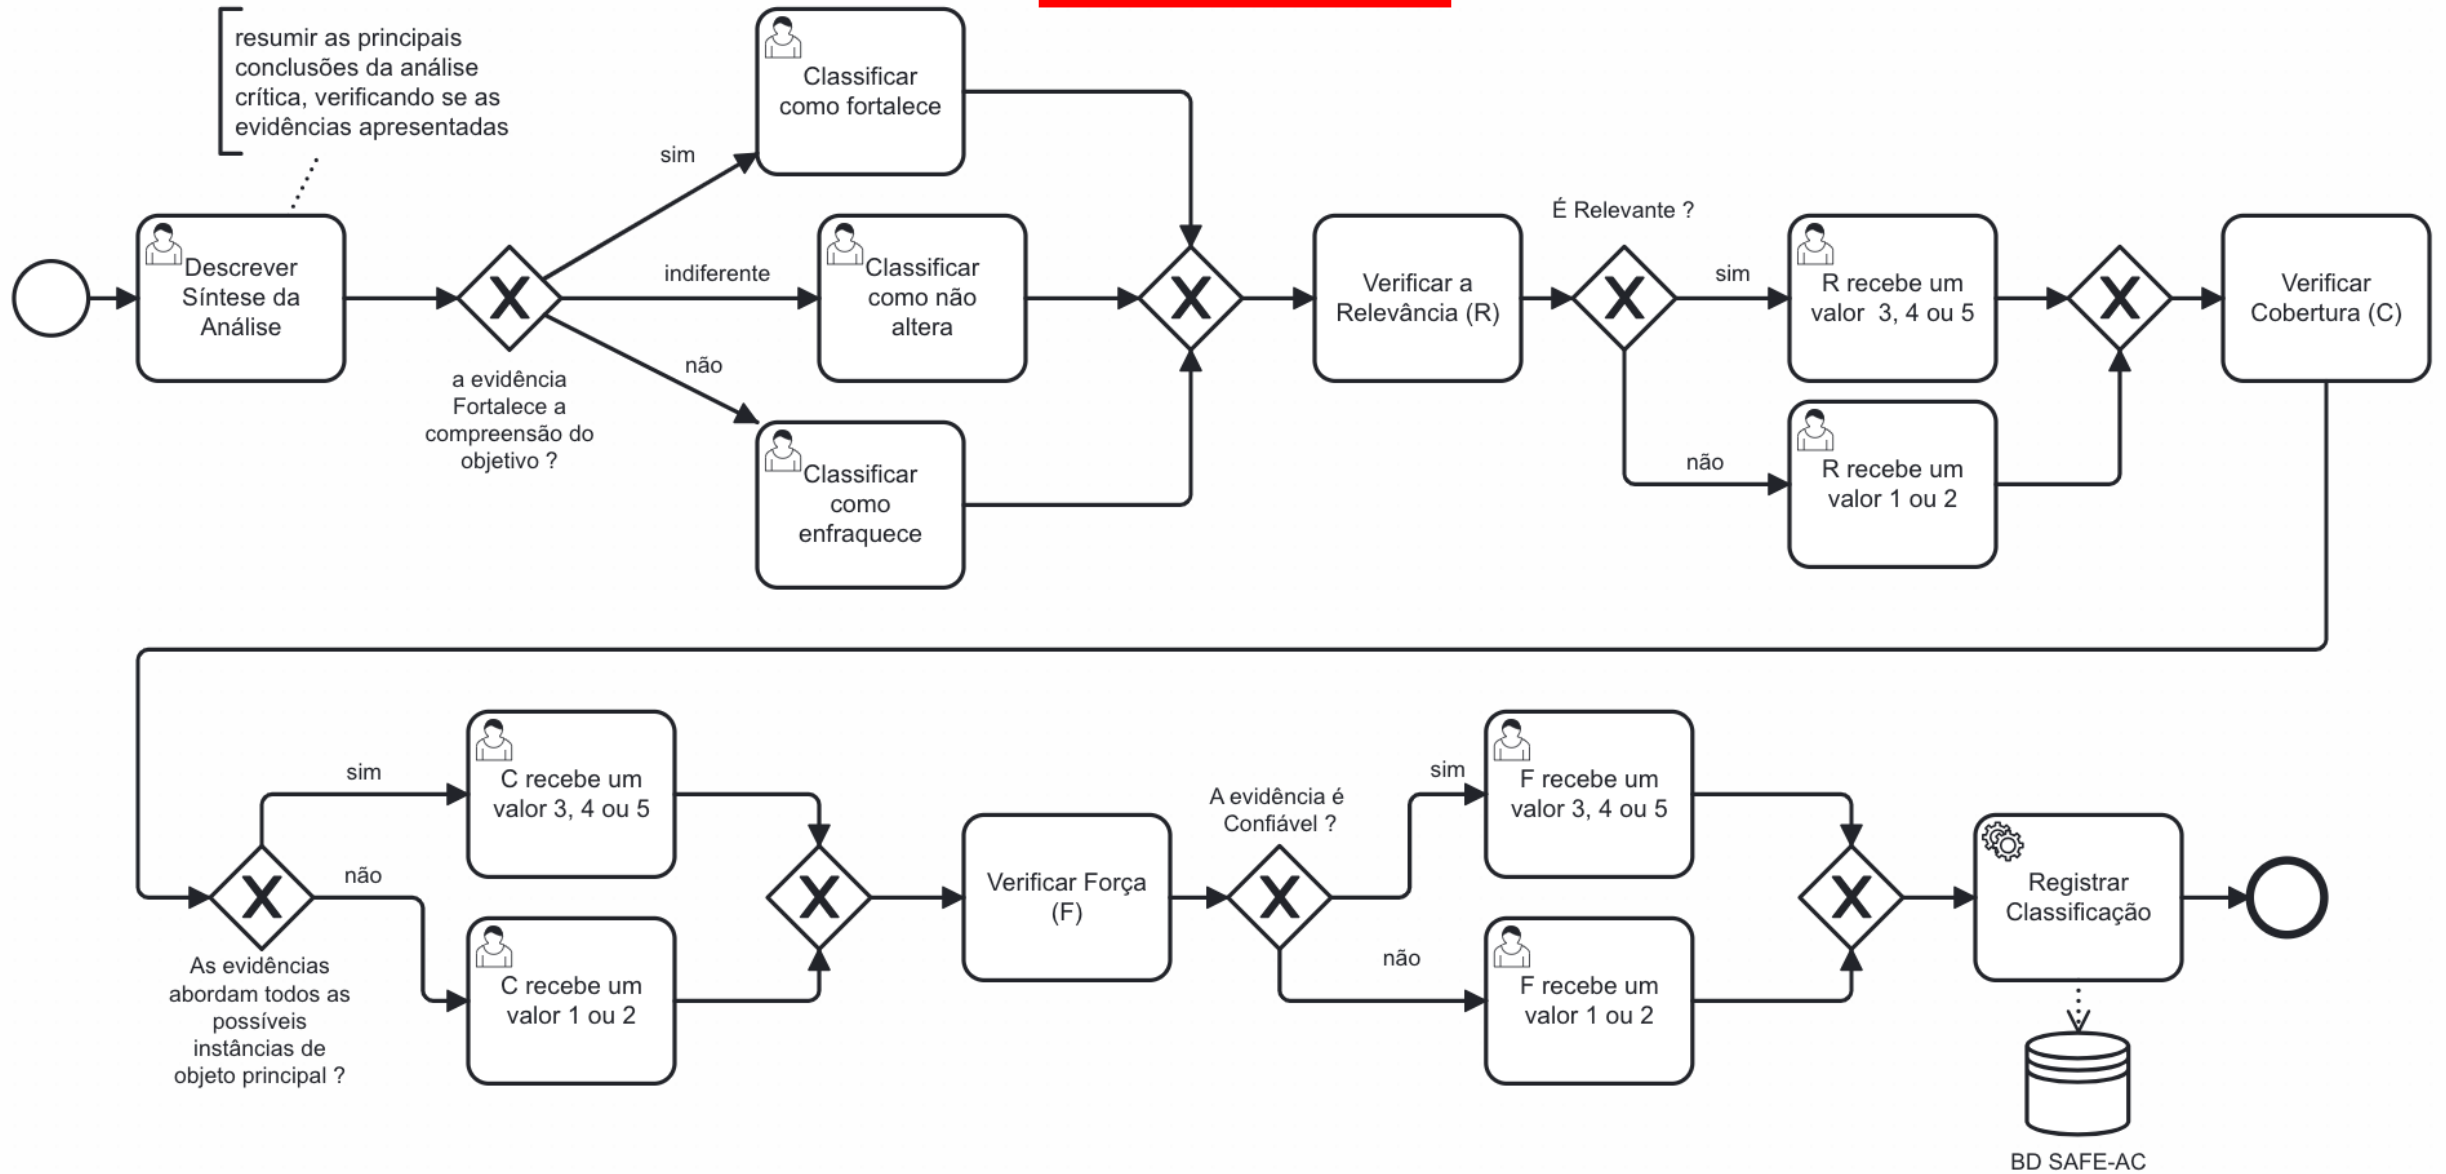 resumir as principais
conclusões da análise
crítica, verificando se as
evidências apresentadas
Descrever
Síntese da
Análise
a evidência
Fortalece a
compreensão do
objetivo ?
sim
Classificar
como fortalece
indiferente
Classificar
como não
altera
não
Classificar
como
enfraquece
Verificar a
Relevância (R)
É Relevante ?
sim
R recebe um
valor 3, 4 ou 5
não
R recebe um
valor 1 ou 2
Verificar
Cobertura (C)
As evidências
abordam todos as
possíveis
instâncias de
objeto principal ?
sim
C recebe um
valor 3, 4 ou 5
não
C recebe um
valor 1 ou 2
Verificar Força
(F)
A evidência é
Confiável ?
sim
F recebe um
valor 3, 4 ou 5
não
F recebe um
valor 1 ou 2
Registrar
Classificação
BD SAFE-AC